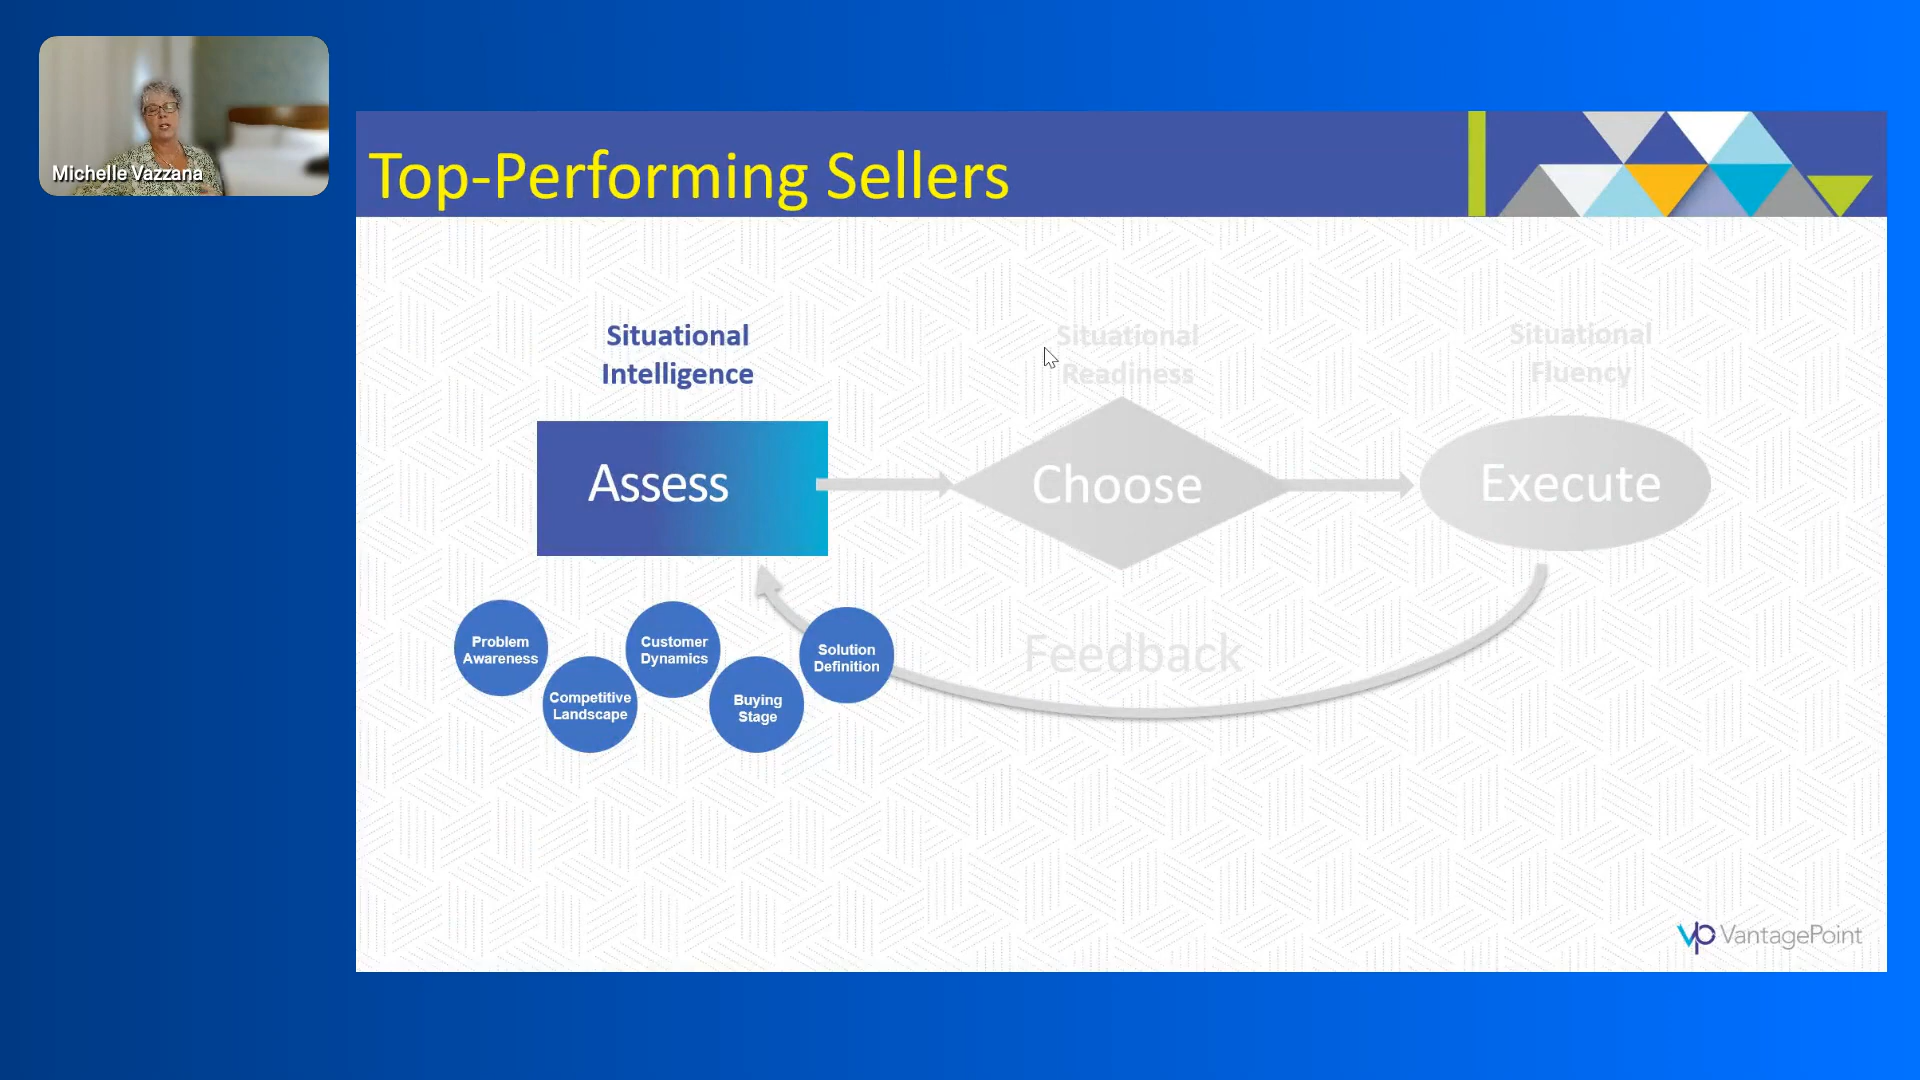 Michelle Vazzana
Top-Performing Sellers
Situational
Intelligence
Situational
Readiness
Situational
Fluency
Assess
Choose
Execute
Feedback
Problem
Awareness
Competitive
Landscape
Customer
Dynamics
Buying
Stage
Solution
Definition
vp VantagePoint